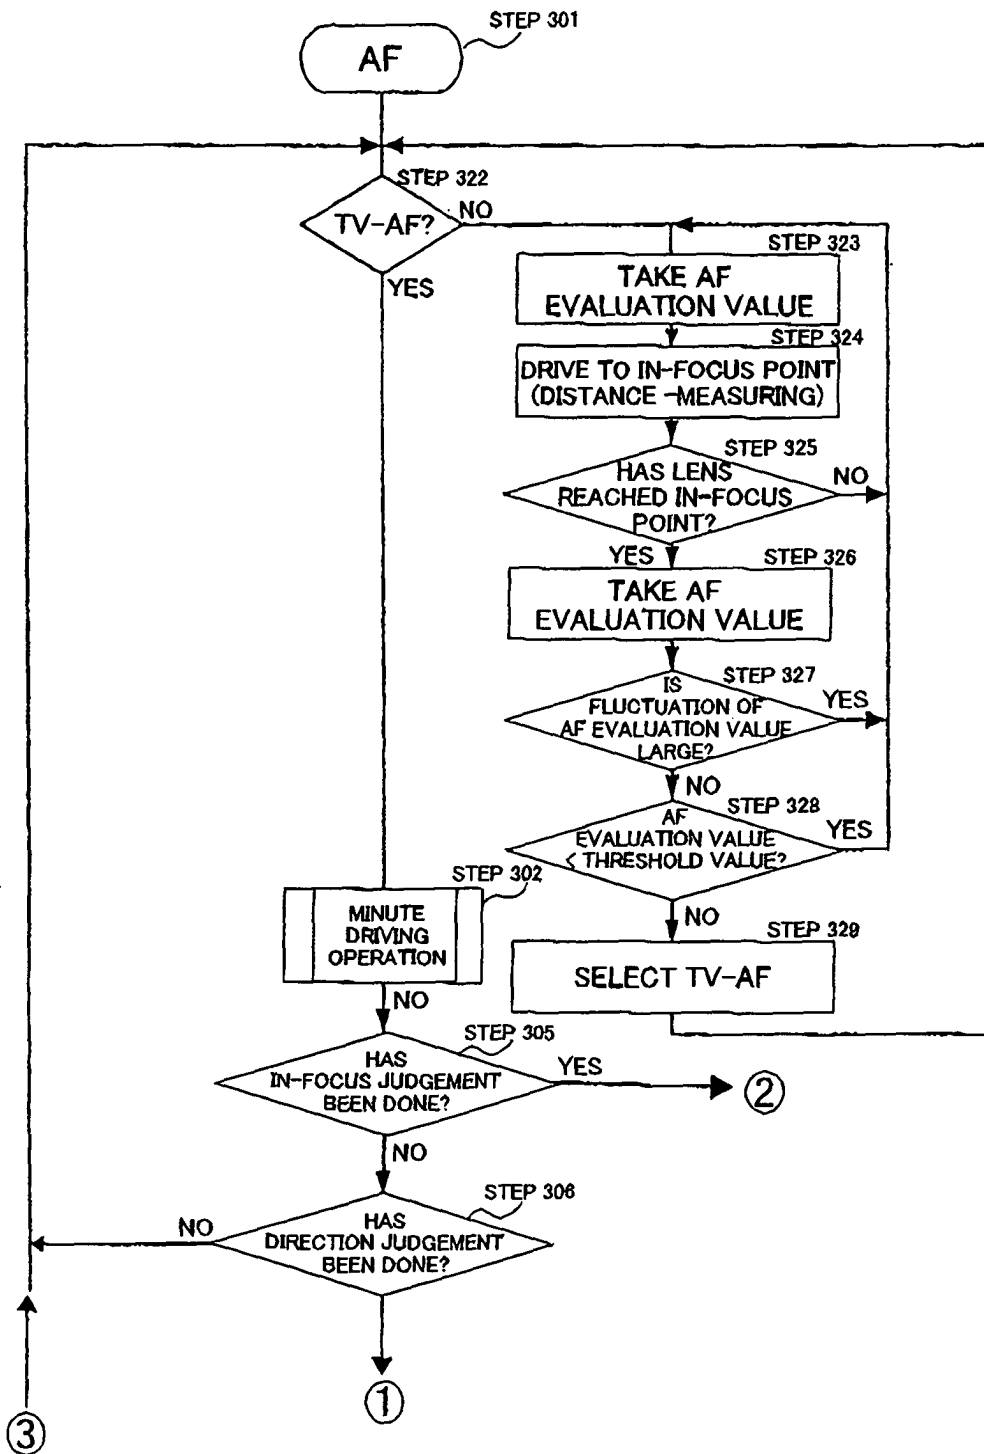 STEP 301
AF
STEP 322
TV-AF?
NO
YES
STEP 323
TAKE AF
EVALUATION VALUE
STEP 324
DRIVE TO IN-FOCUS POINT
(DISTANCE -MEASURING)
STEP 325
HAS LENS
REACHED IN-FOCUS
POINT?
NO
YES
STEP 326
TAKE AF
EVALUATION VALUE
STEP 327
IS
FLUCTUATION OF
AF EVALUATION VALUE
LARGE?
YES
NO
STEP 328
AF
EVALUATION VALUE
< THRESHOLD VALUE?
YES
NO
STEP 329
SELECT TV-AF
STEP 302
MINUTE
DRIVING
OPERATION
NO
STEP 305
HAS
IN-FOCUS JUDGEMENT
BEEN DONE?
YES
②
NO
STEP 306
HAS
DIRECTION JUDGEMENT
BEEN DONE?
NO
①
③